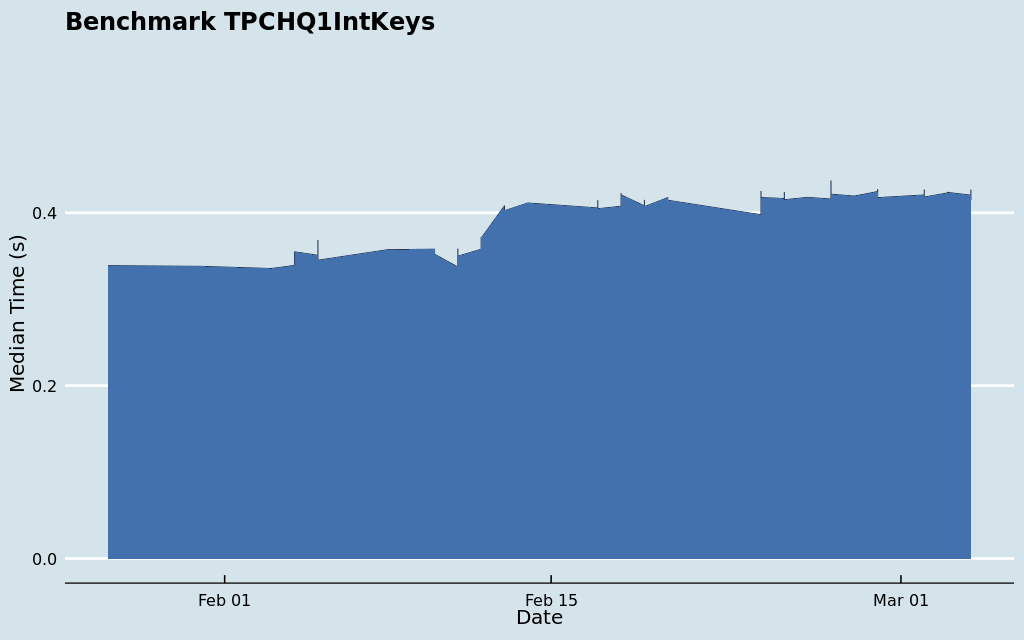 Benchmark TPCHQ1IntKeys
Median Time (s)
0.4
0.2
0.0
Feb 01
Feb 15
Mar 01
Date